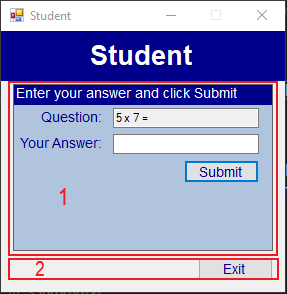 Student
Student
Enter your answer and click Submit
Question: 5 x 7 =
Your Answer:
Submit
1
2 Exit